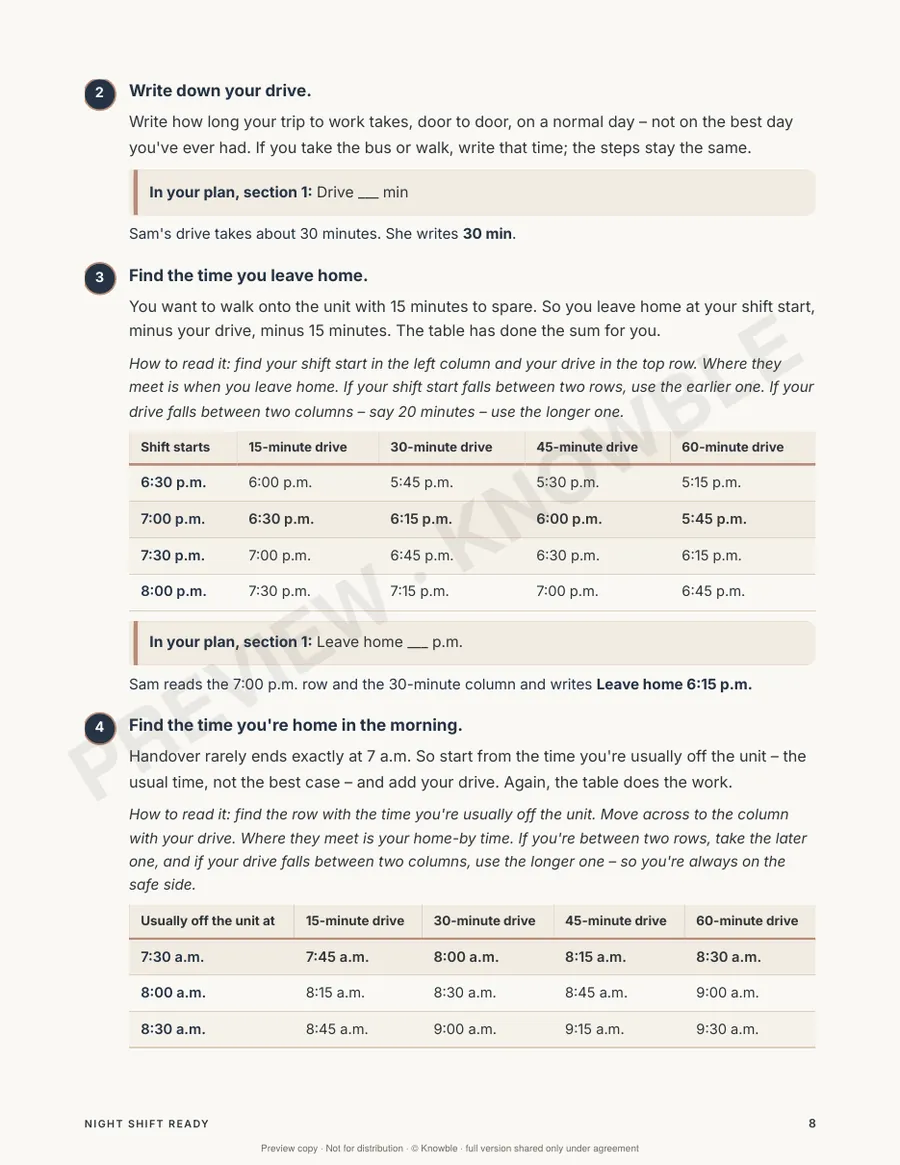 2
Write down your drive.
Write how long your trip to work takes, door to door, on a normal day – not on the best day
you've ever had. If you take the bus or walk, write that time; the steps stay the same.
In your plan, section 1: Drive ___ min
Sam's drive takes about 30 minutes. She writes 30 min.
3
Find the time you leave home.
You want to walk onto the unit with 15 minutes to spare. So you leave home at your shift start,
minus your drive, minus 15 minutes. The table has done the sum for you.
How to read it: find your shift start in the left column and your drive in the top row. Where they
meet is when you leave home. If your shift start falls between two rows, use the earlier one. If your
drive falls between two columns – say 20 minutes – use the longer one.
Shift starts 15-minute drive 30-minute drive 45-minute drive 60-minute drive
6:30 p.m. 6:00 p.m. 5:45 p.m. 5:30 p.m. 5:15 p.m.
7:00 p.m. 6:30 p.m. 6:15 p.m. 6:00 p.m. 5:45 p.m.
7:30 p.m. 7:00 p.m. 6:45 p.m. 6:30 p.m. 6:15 p.m.
8:00 p.m. 7:30 p.m. 7:15 p.m. 7:00 p.m. 6:45 p.m.
In your plan, section 1: Leave home ___ p.m.
Sam reads the 7:00 p.m. row and the 30-minute column and writes Leave home 6:15 p.m.
4
Find the time you're home in the morning.
Handover rarely ends exactly at 7 a.m. So start from the time you're usually off the unit – the
usual time, not the best case – and add your drive. Again, the table does the work.
How to read it: find the row with the time you're usually off the unit. Move across to the column
with your drive. Where they meet is your home-by time. If you're between two rows, take the later
one, and if your drive falls between two columns, use the longer one – so you're always on the
safe side.
Usually off the unit at 15-minute drive 30-minute drive 45-minute drive 60-minute drive
7:30 a.m. 7:45 a.m. 8:00 a.m. 8:15 a.m. 8:30 a.m.
8:00 a.m. 8:15 a.m. 8:30 a.m. 8:45 a.m. 9:00 a.m.
8:30 a.m. 8:45 a.m. 9:00 a.m. 9:15 a.m. 9:30 a.m.
PREVIEW · KNOWBLE
NIGHT SHIFT READY 8
Preview copy · Not for distribution · © Knowble · full version shared only under agreement